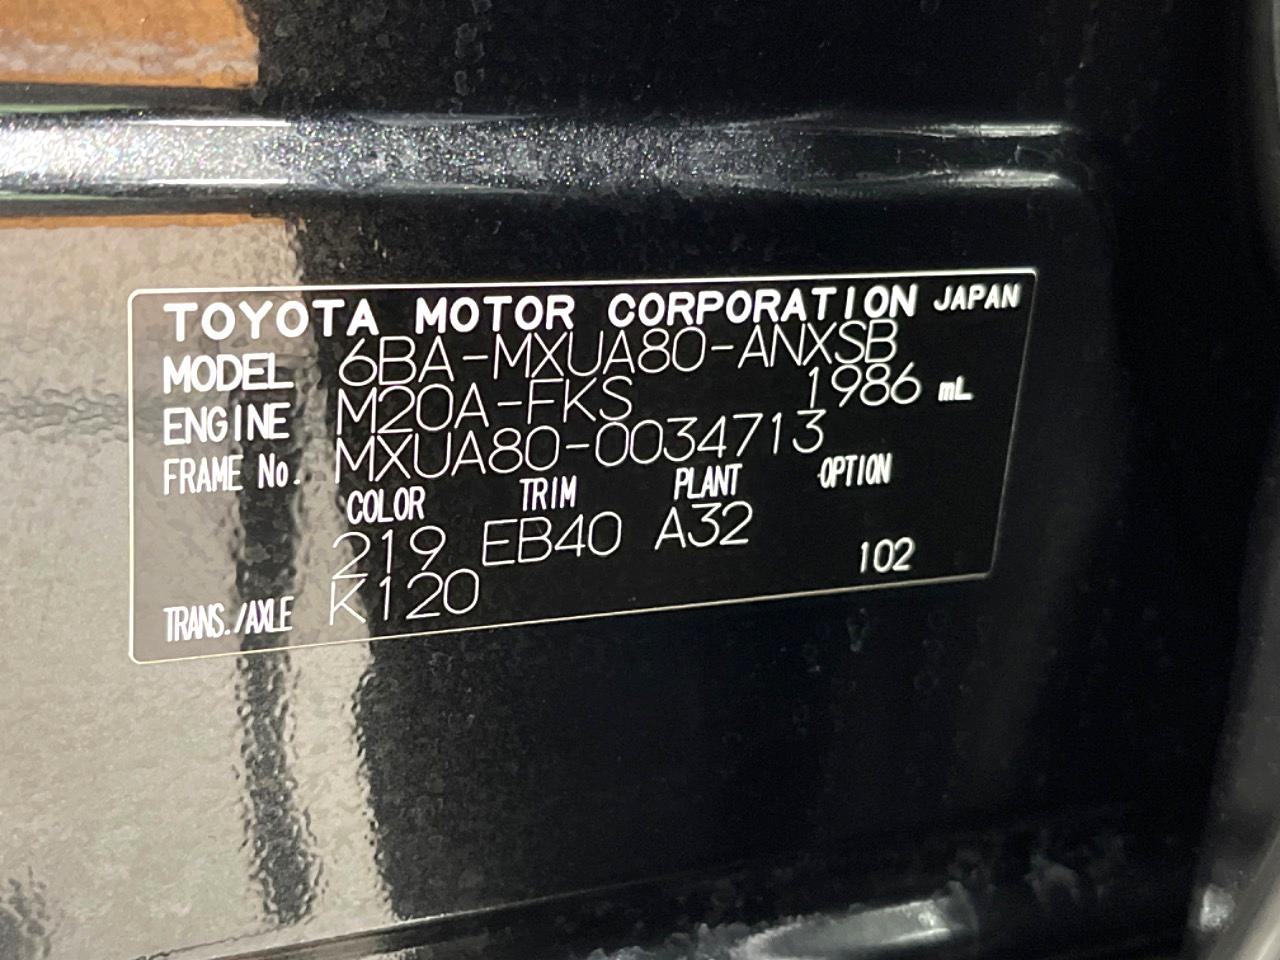 TOYOTA MOTOR CORPORATION JAPAN
MODEL 6BA-MXUA80-ANXSB
ENGINE M20A-FKS 1986 mL
FRAME No. MXUA80-0034713
COLOR TRIM PLANT OPTION
219 EB40 A32
TRANS./AXLE K120 102